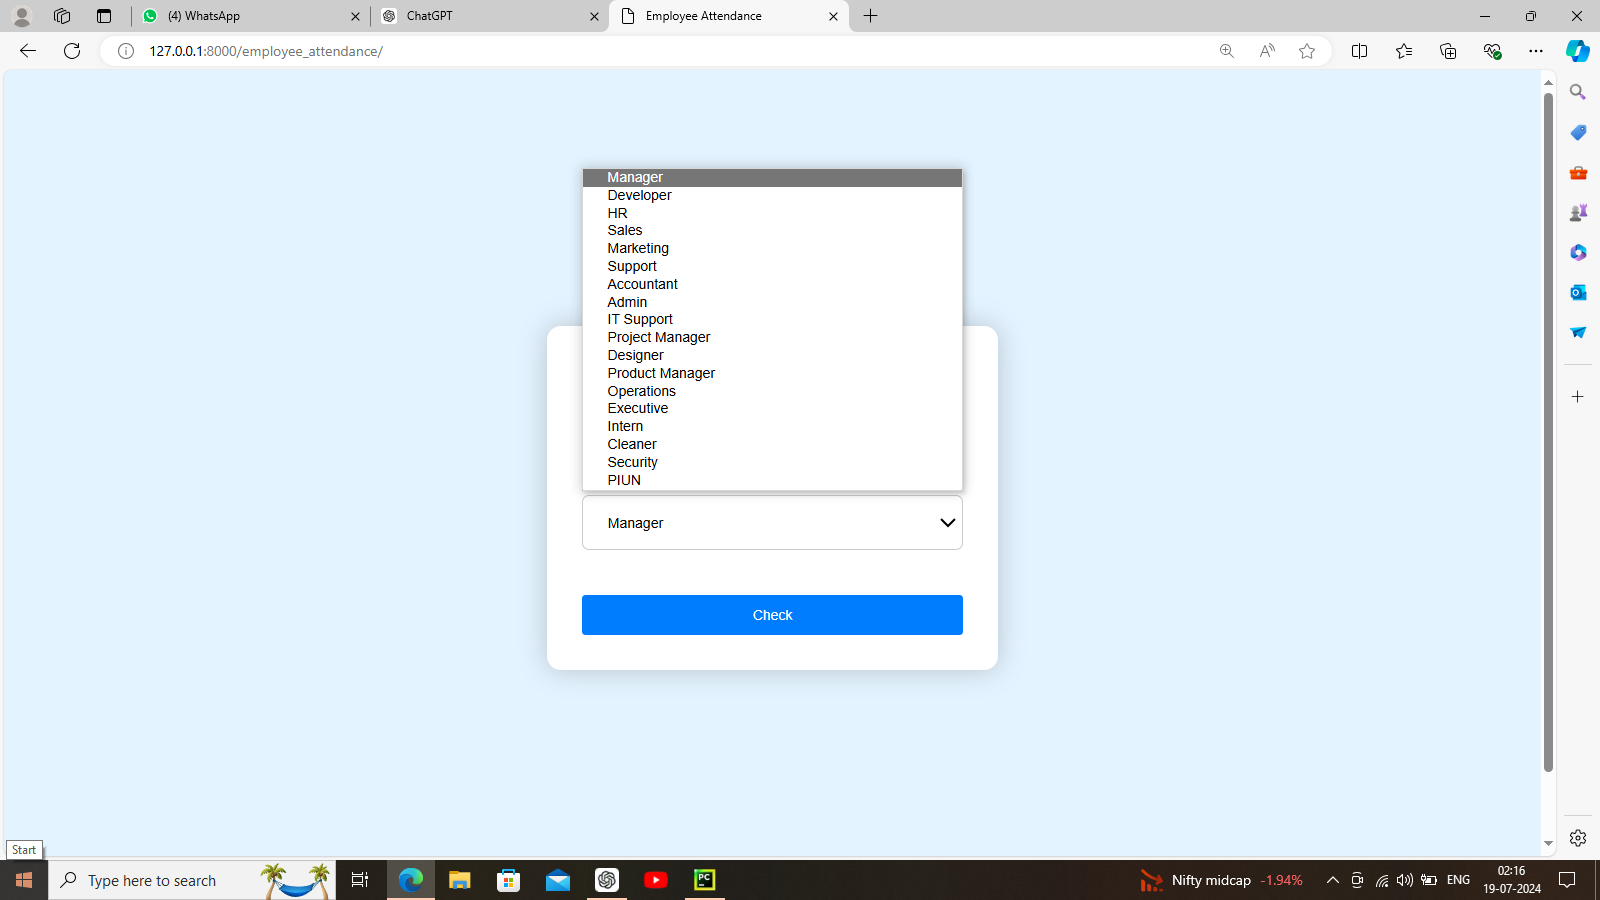 (4) WhatsApp
ChatGPT
Employee Attendance
127.0.0.1:8000/employee_attendance/
Manager
Developer
HR
Sales
Marketing
Support
Accountant
Admin
IT Support
Project Manager
Designer
Product Manager
Operations
Executive
Intern
Cleaner
Security
PIUN
Manager
Check
Start
Type here to search
PC
Nifty midcap -1.94%
ENG
02:16
19-07-2024